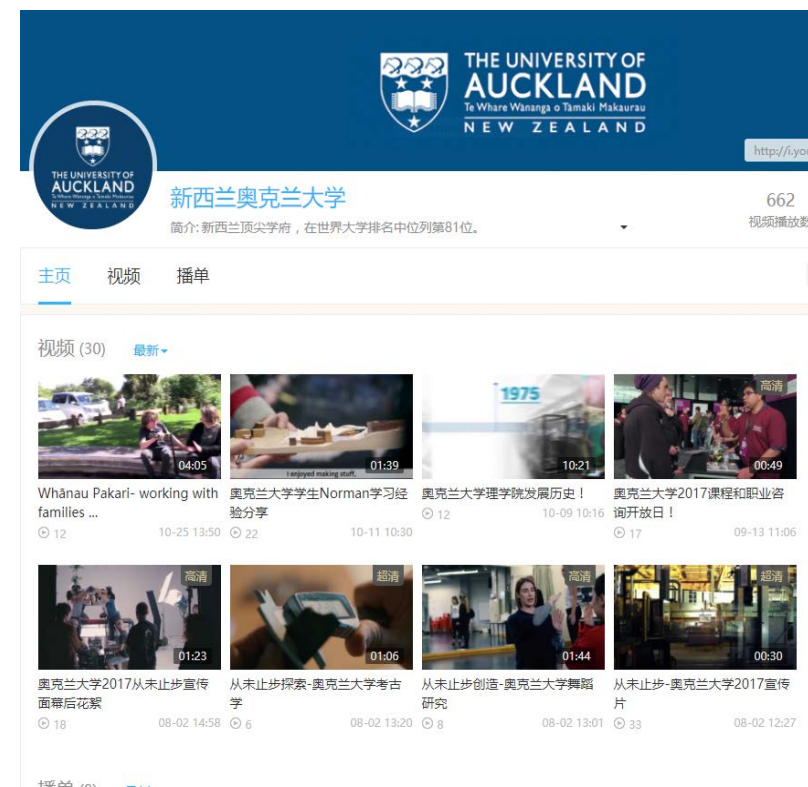 THE UNIVERSITY OF
AUCKLAND
Te Whare Wananga o Tamaki Makaurau
NEW ZEALAND
http://i.yo
THE UNIVERSITY OF
AUCKLAND
NEW ZEALAND
新西兰奥克兰大学
662
简介: 新西兰顶尖学府，在世界大学排名中位列第81位。
视频播放数
主页 视频 播单
视频 (30) 最新
1975
高清
04:05
I enjoyed making stuff,
01:39
10:21
00:49
Whānau Pakari- working with
families ...
12 10-25 13:50
奥克兰大学学生Norman学习经
验分享
22 10-11 10:30
奥克兰大学理学院发展历史！
12 10-09 10:16
奥克兰大学2017课程和职业咨
询开放日！
17 09-13 11:06
高清
01:23
超清
01:06
高清
01:44
超清
00:30
奥克兰大学2017从未止步宣传
面幕后花絮
18 08-02 14:58
从未止步探索-奥克兰大学考古
学
6 08-02 13:20
从未止步创造-奥克兰大学舞蹈
研究
8 08-02 13:01
从未止步-奥克兰大学2017宣传
片
33 08-02 12:27